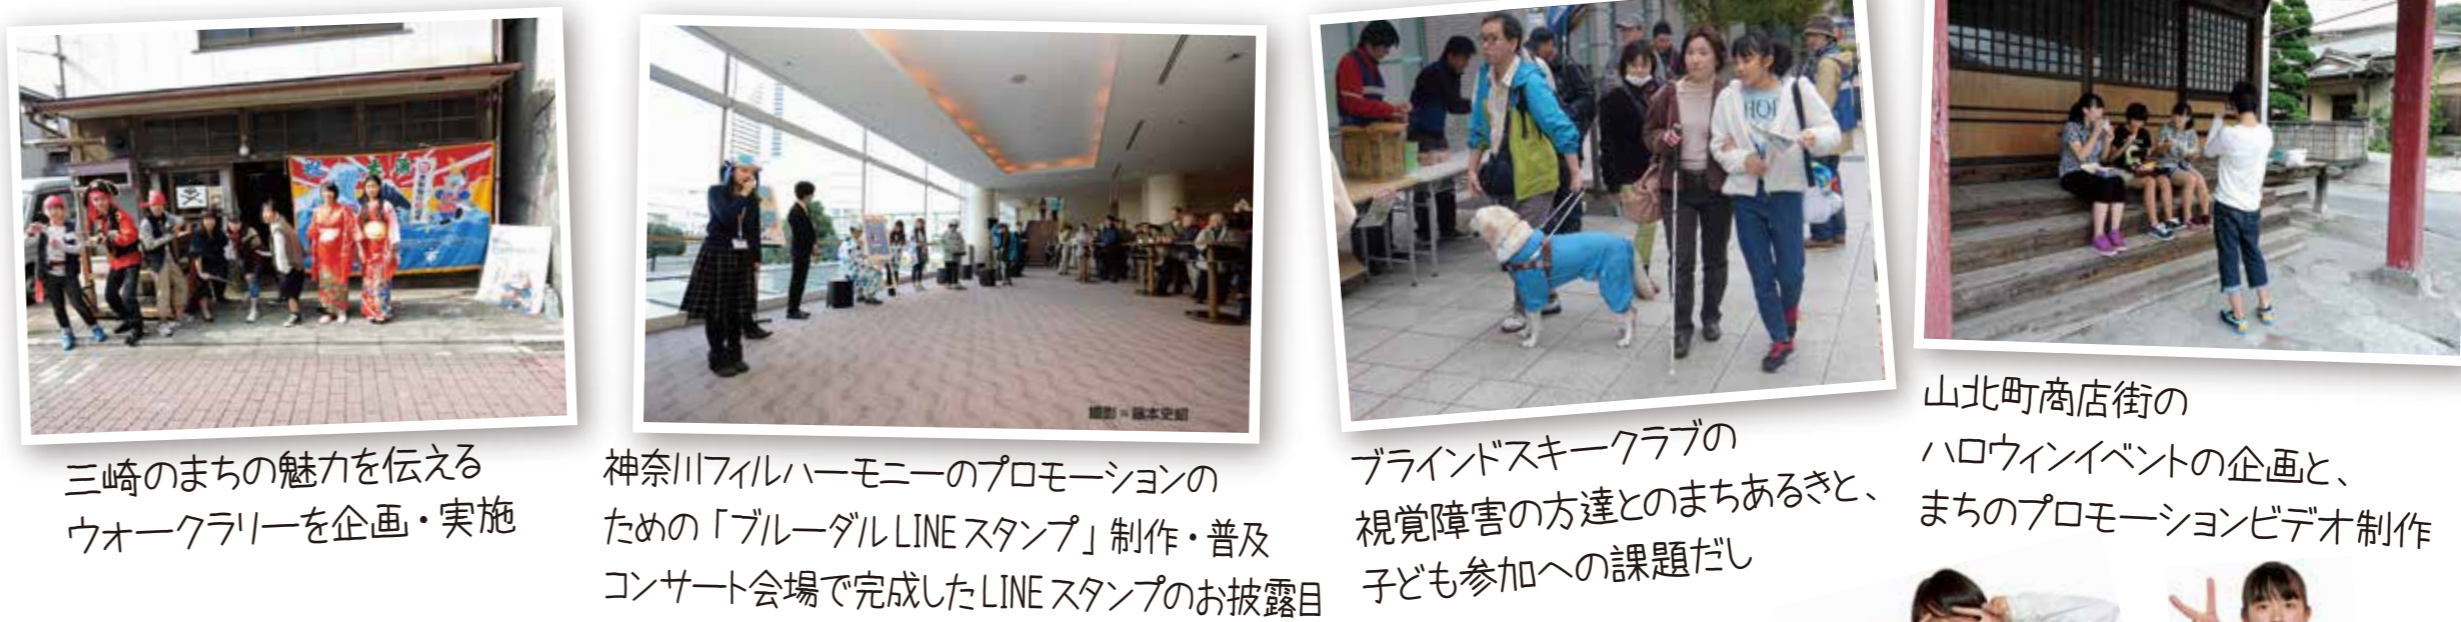 三崎のまちの魅力を伝える
ウォークラリーを企画・実施
撮影＝藤本史昭
神奈川フィルハーモニーのプロモーションの
ための「ブルーダルLINEスタンプ」制作・普及
コンサート会場で完成したLINEスタンプのお披露目
HOPE
ブラインドスキークラブの
視覚障害の方達とのまちあるきと、
子ども参加への課題だし
山北町商店街の
ハロウィンイベントの企画と、
まちのプロモーションビデオ制作